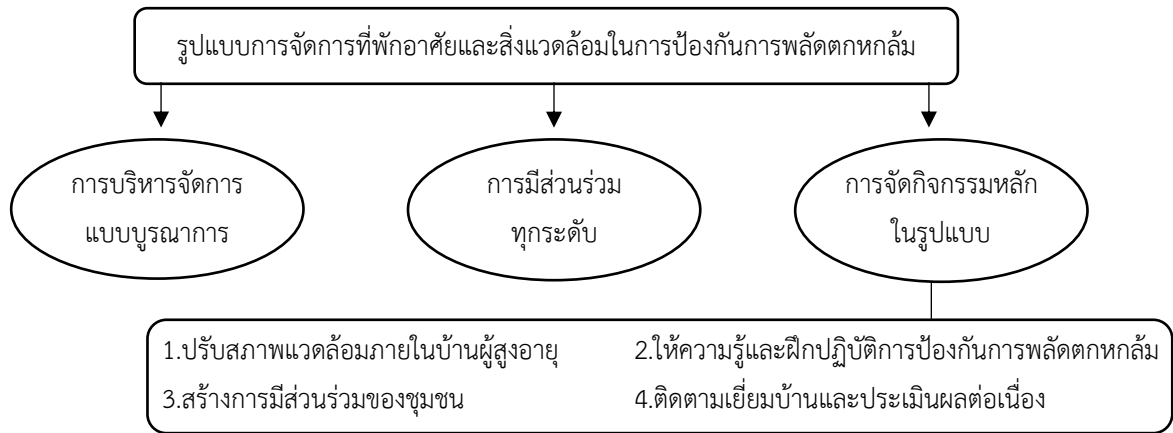 รูปแบบการจัดการที่พักอาศัยและสิ่งแวดล้อมในการป้องกันการพลัดตกหกล้ม
การบริหารจัดการ
แบบบูรณาการ
การมีส่วนร่วม
ทุกระดับ
การจัดกิจกรรมหลัก
ในรูปแบบ
1.ปรับสภาพแวดล้อมภายในบ้านผู้สูงอายุ
2.ให้ความรู้และฝึกปฏิบัติการป้องกันการพลัดตกหกล้ม
3.สร้างการมีส่วนร่วมของชุมชน
4.ติดตามเยี่ยมบ้านและประเมินผลต่อเนื่อง